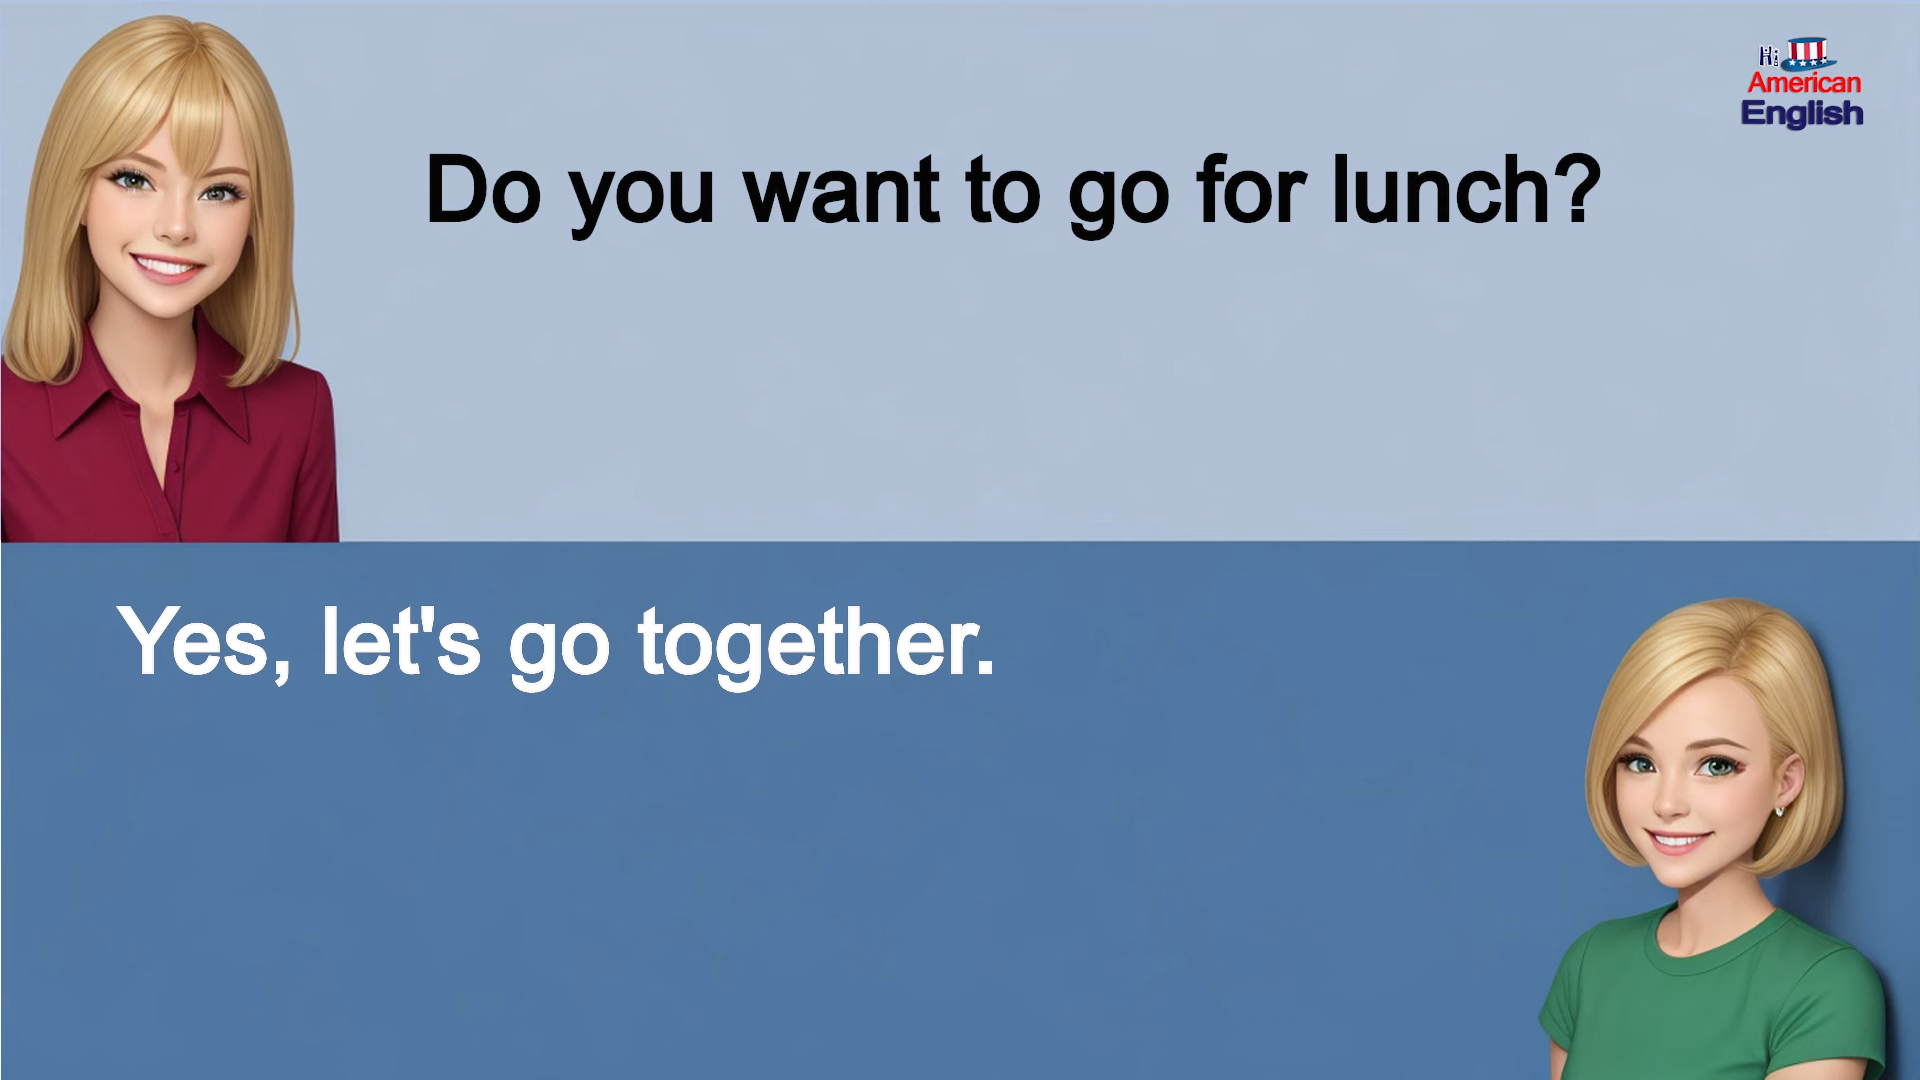 Hi
American
English
Do you want to go for lunch?
Yes, let's go together.